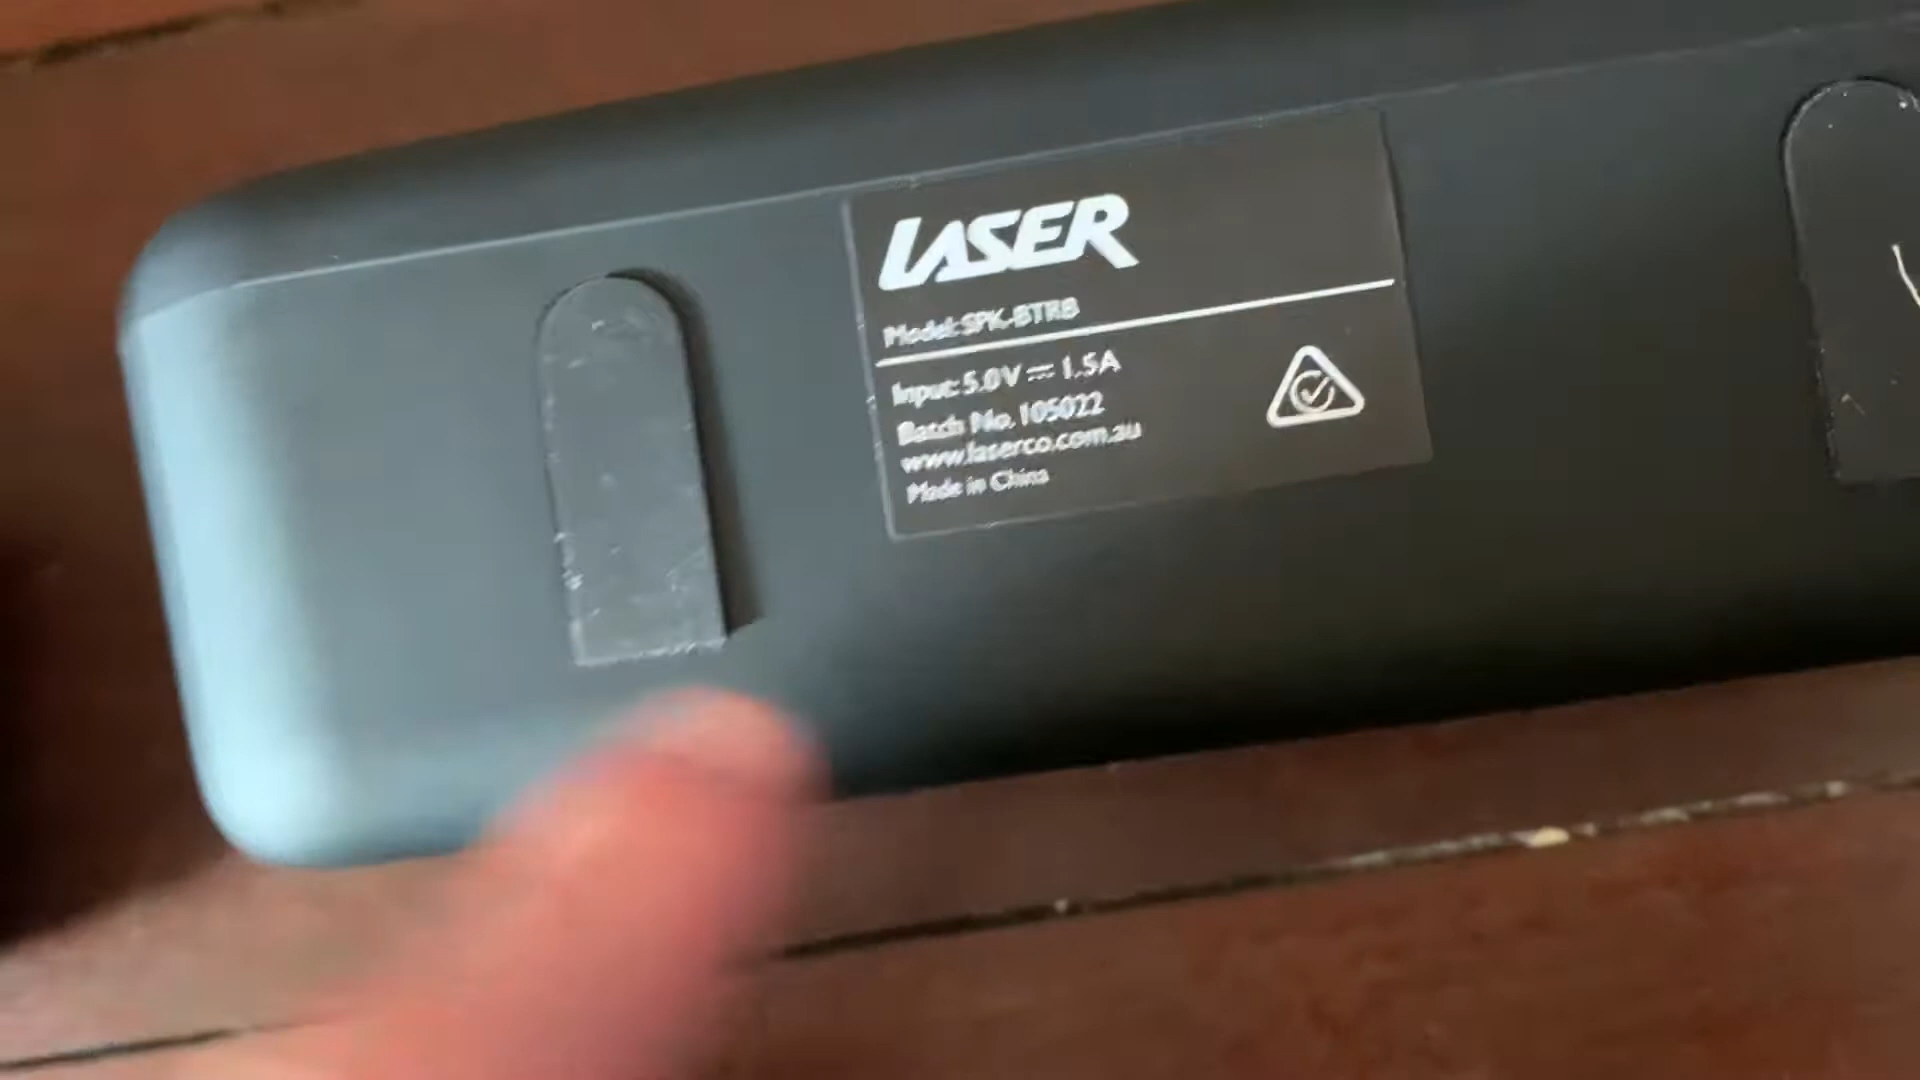 LASER
Model: SPK-BTRB
Input: 5.0V ⎓ 1.5A
Batch No. 105022
www.laserco.com.au
Made in China